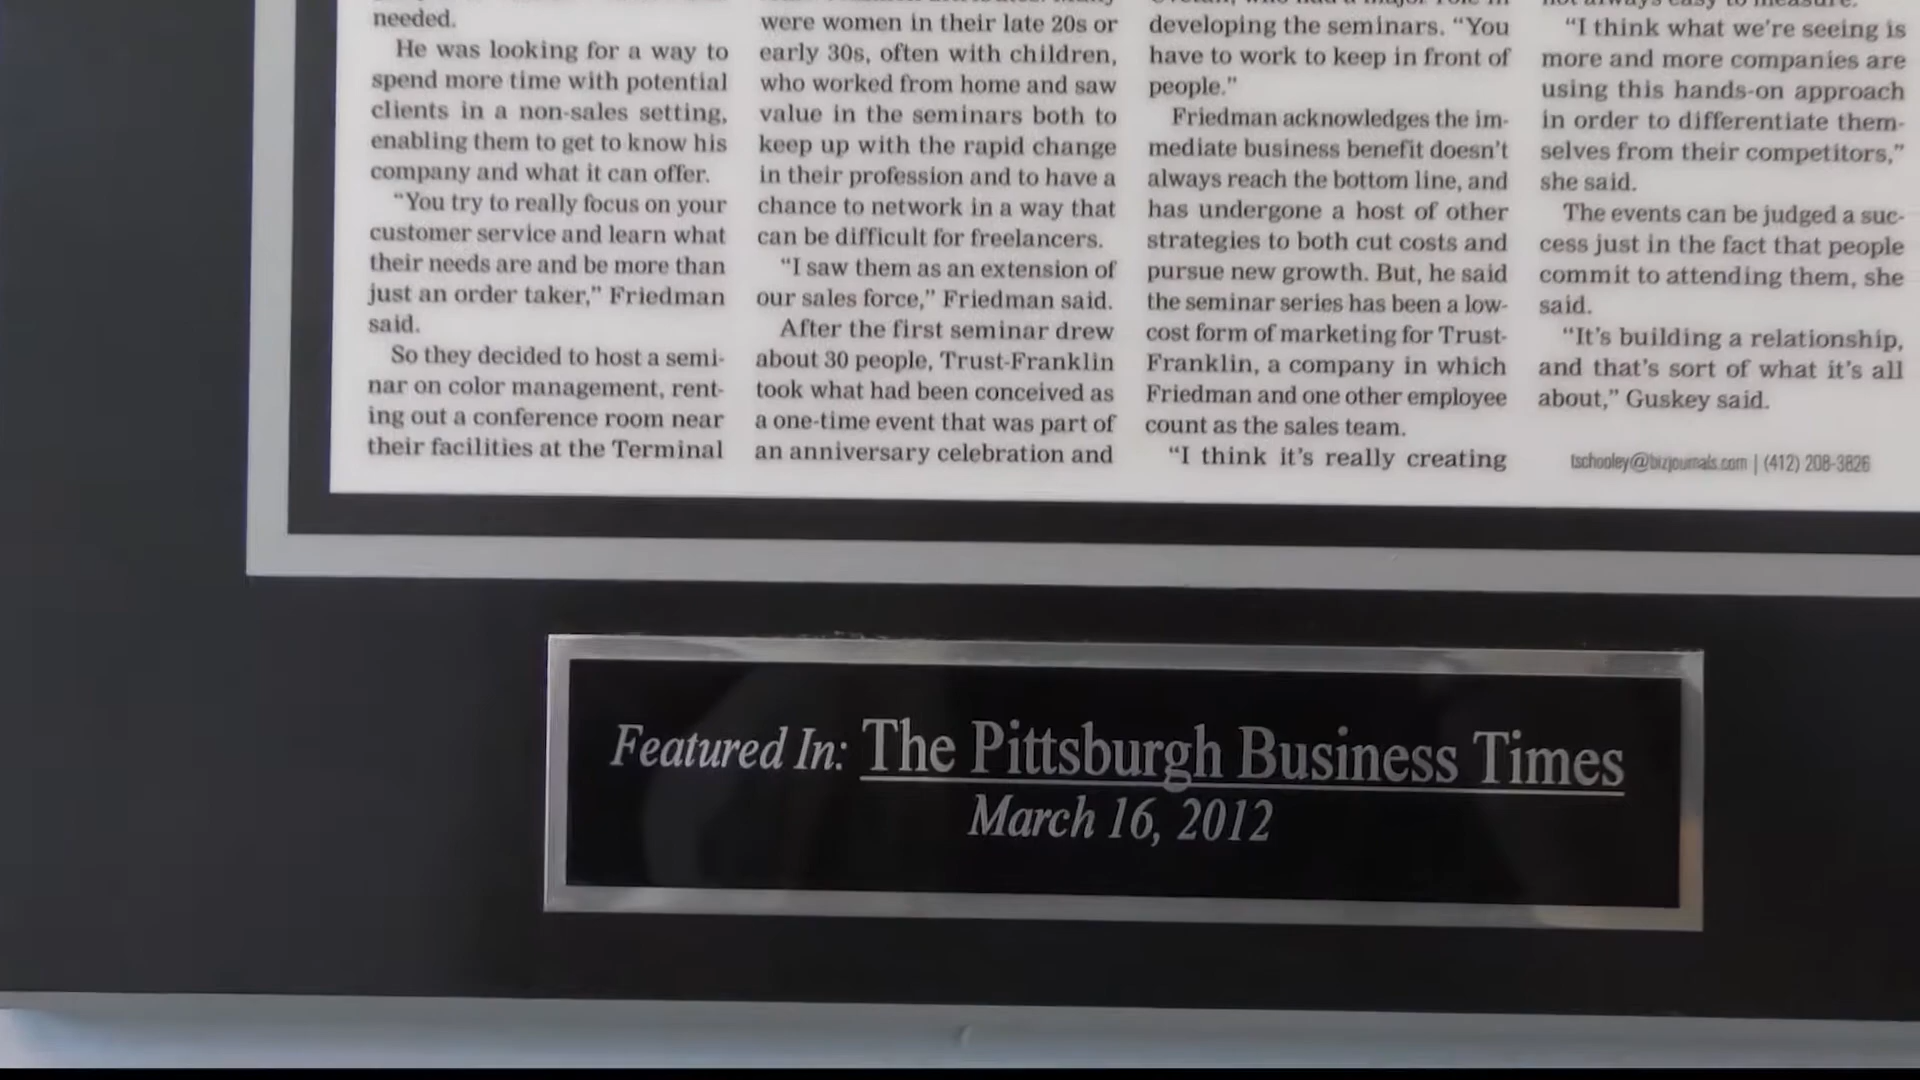 needed.
He was looking for a way to
spend more time with potential
clients in a non-sales setting,
enabling them to get to know his
company and what it can offer.
“You try to really focus on your
customer service and learn what
their needs are and be more than
just an order taker,” Friedman
said.
So they decided to host a semi-
nar on color management, rent-
ing out a conference room near
their facilities at the Terminal
were women in their late 20s or
early 30s, often with children,
who worked from home and saw
value in the seminars both to
keep up with the rapid change
in their profession and to have a
chance to network in a way that
can be difficult for freelancers.
“I saw them as an extension of
our sales force,” Friedman said.
After the first seminar drew
about 30 people, Trust-Franklin
took what had been conceived as
a one-time event that was part of
an anniversary celebration and
developing the seminars. “You
have to work to keep in front of
people.”
Friedman acknowledges the im-
mediate business benefit doesn’t
always reach the bottom line, and
has undergone a host of other
strategies to both cut costs and
pursue new growth. But, he said
the seminar series has been a low-
cost form of marketing for Trust-
Franklin, a company in which
Friedman and one other employee
count as the sales team.
“I think it’s really creating
“I think what we’re seeing is
more and more companies are
using this hands-on approach
in order to differentiate them-
selves from their competitors,”
she said.
The events can be judged a suc-
cess just in the fact that people
commit to attending them, she
said.
“It’s building a relationship,
and that’s sort of what it’s all
about,” Guskey said.
tschooley@bizjournals.com | (412) 208-3826
Featured In: The Pittsburgh Business Times
March 16, 2012